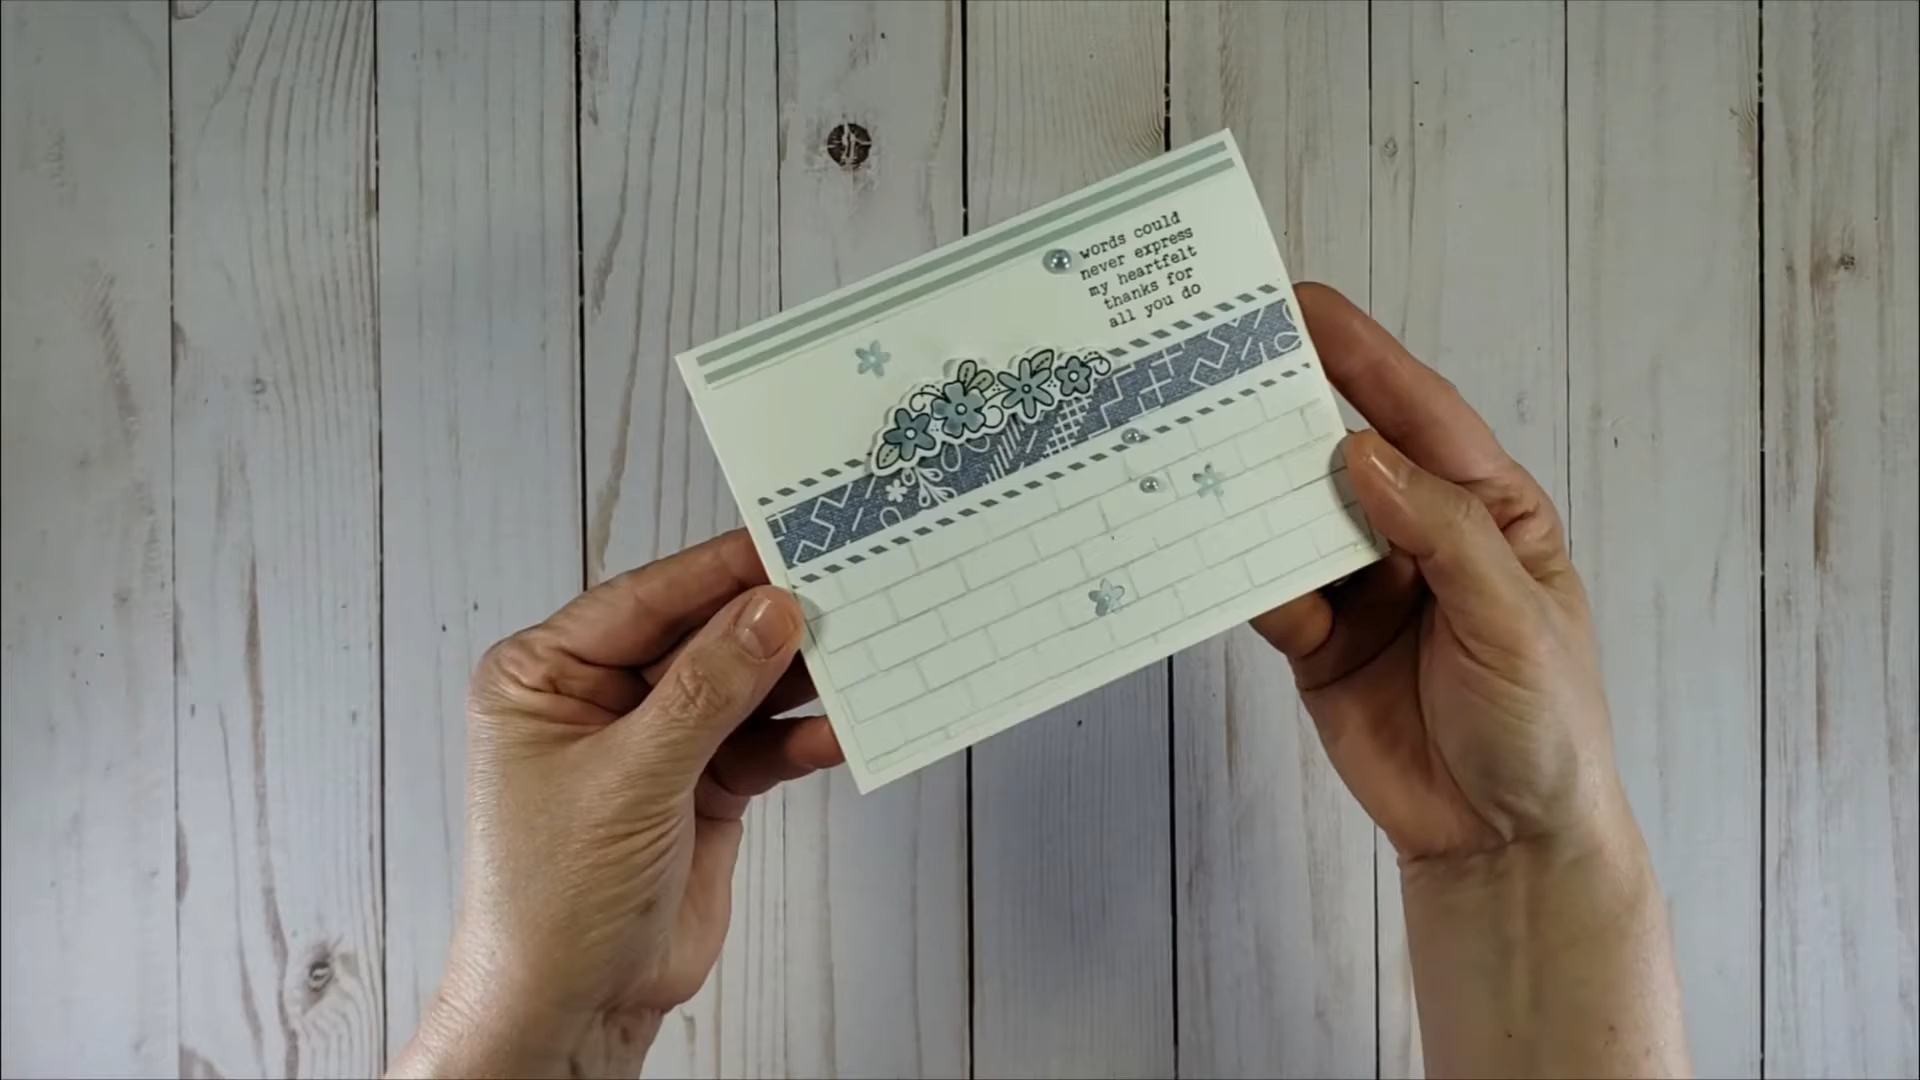 words could
never express
my heartfelt
thanks for
all you do